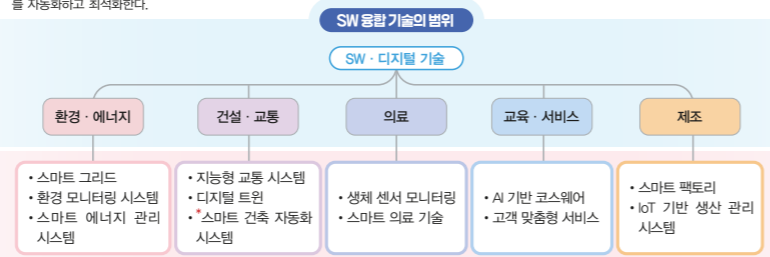 를 자동화하고 최적화한다.
SW 융합 기술의 범위
SW · 디지털 기술
환경 · 에너지
건설 · 교통
의료
교육 · 서비스
제조
• 스마트 그리드
• 환경 모니터링 시스템
• 스마트 에너지 관리
시스템
• 지능형 교통 시스템
• 디지털 트윈
• *스마트 건축 자동화
시스템
• 생체 센서 모니터링
• 스마트 의료 기술
• AI 기반 코스웨어
• 고객 맞춤형 서비스
• 스마트 팩토리
• IoT 기반 생산 관리
시스템